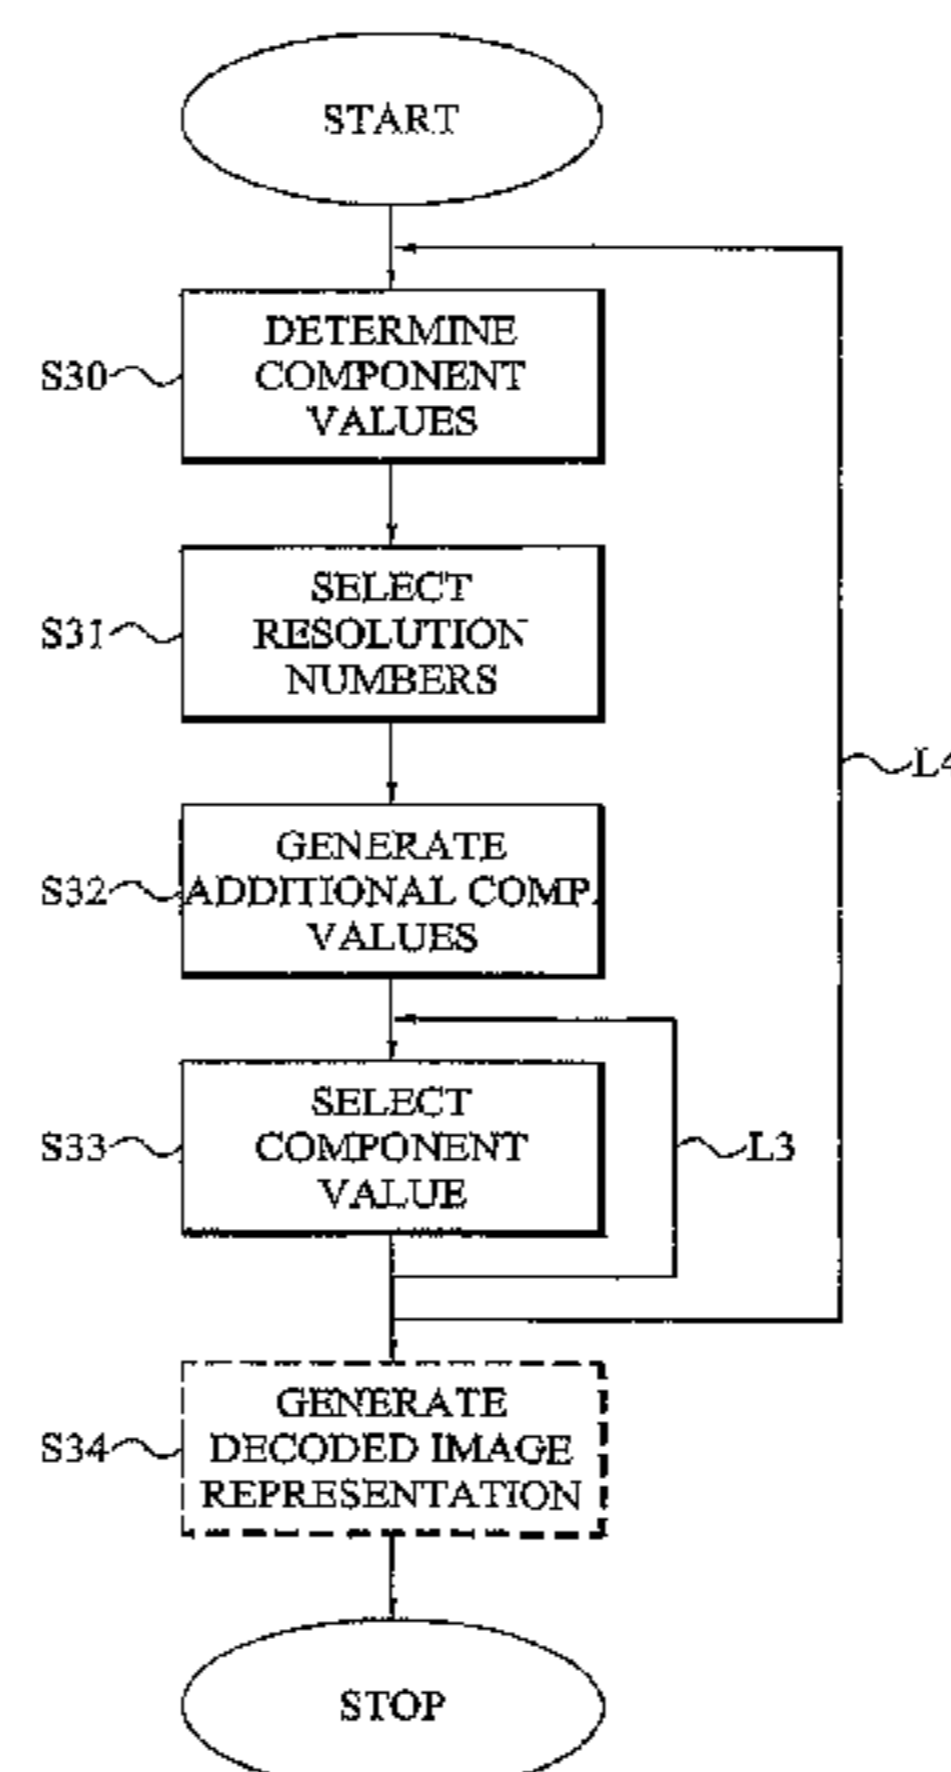 START
DETERMINE
COMPONENT
VALUES
S30
SELECT
RESOLUTION
NUMBERS
S31
L4
GENERATE
ADDITIONAL COMP.
VALUES
S32
SELECT
COMPONENT
VALUE
S33
L3
GENERATE
DECODED IMAGE
REPRESENTATION
S34
STOP